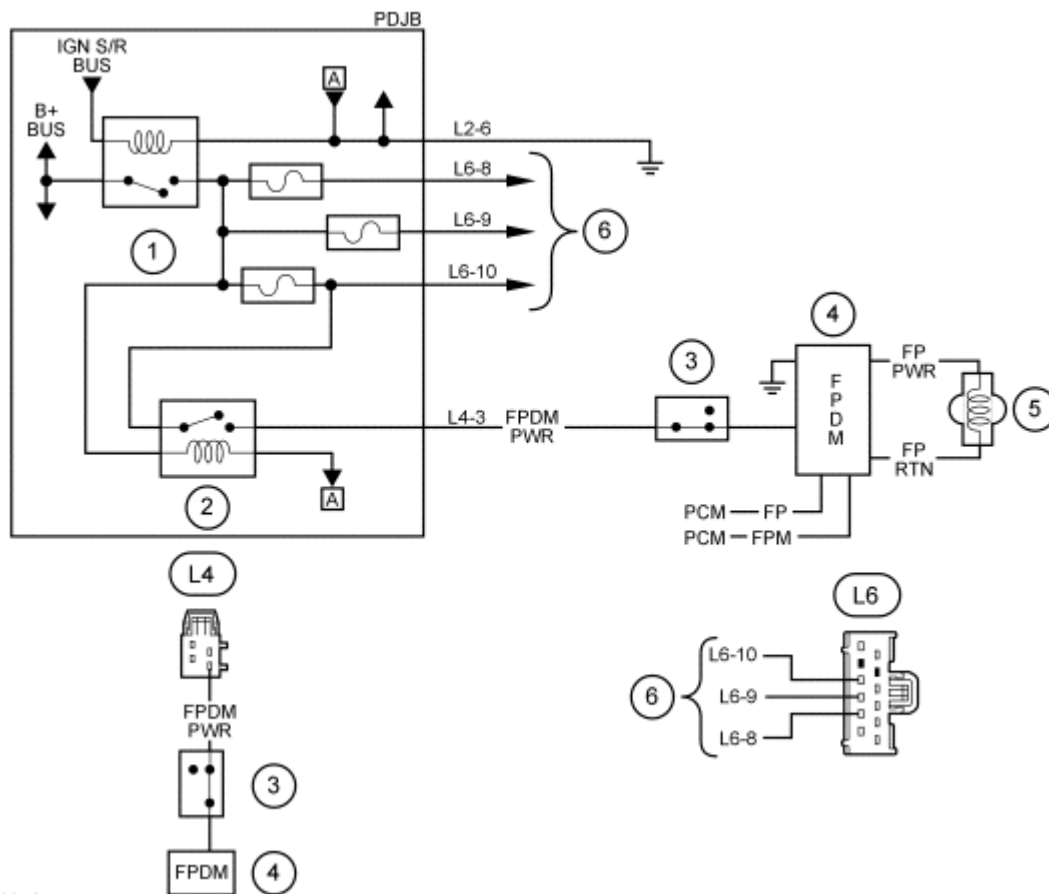 PDJB
IGN S/R
BUS
A
B+
BUS
L2-6
L6-8
1
L6-9
6
L6-10
4
3
FP
PWR
FPDM
5
L4-3
FPDM
PWR
FP
RTN
2
A
PCM
FP
PCM
FPM
L4
L6
L6-10
6
L6-9
L6-8
FPDM
PWR
3
FPDM
4